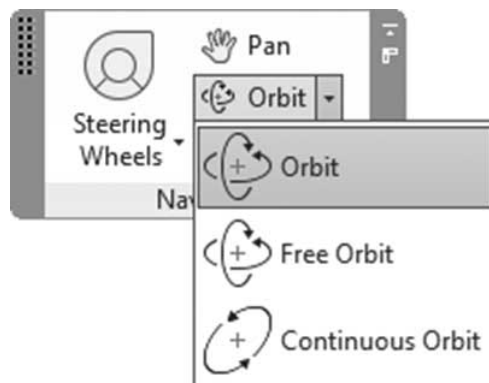 Pan
Orbit
Steering
Wheels
Orbit
Free Orbit
Continuous Orbit